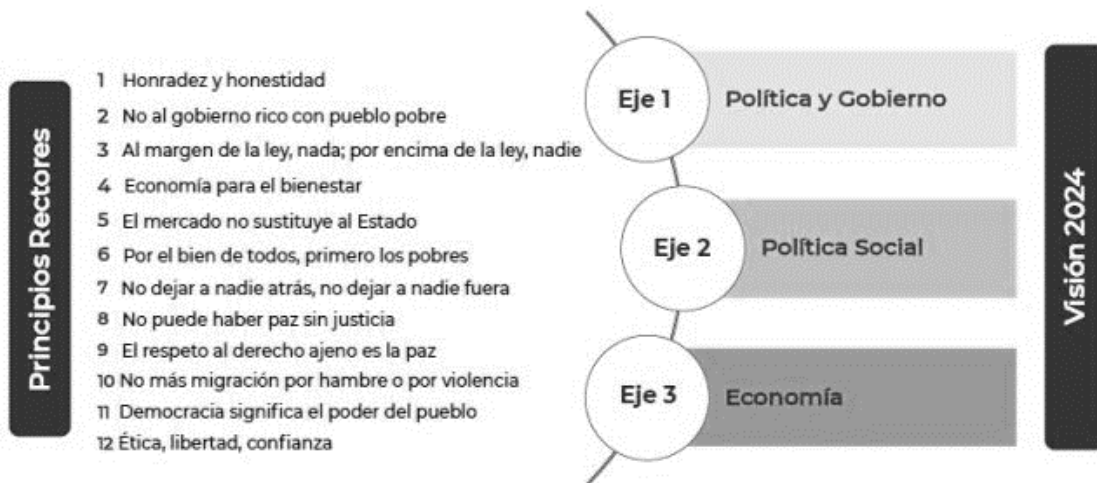 Principios Rectores
1 Honradez y honestidad
2 No al gobierno rico con pueblo pobre
3 Al margen de la ley, nada; por encima de la ley, nadie
4 Economía para el bienestar
5 El mercado no sustituye al Estado
6 Por el bien de todos, primero los pobres
7 No dejar a nadie atrás, no dejar a nadie fuera
8 No puede haber paz sin justicia
9 El respeto al derecho ajeno es la paz
10 No más migración por hambre o por violencia
11 Democracia significa el poder del pueblo
12 Ética, libertad, confianza
Eje 1
Política y Gobierno
Eje 2
Política Social
Eje 3
Economía
Visión 2024